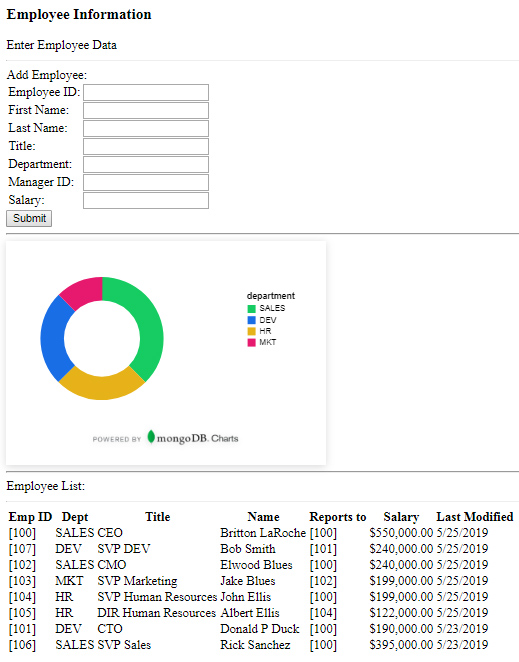 Employee Information
Enter Employee Data
Add Employee:
Employee ID:
First Name:
Last Name:
Title:
Department:
Manager ID:
Salary:
Submit
department
SALES
DEV
HR
MKT
POWERED BY mongoDB. Charts
Employee List:
Emp ID Dept Title Name Reports to Salary Last Modified
[100] SALES CEO Britton LaRoche [100] $550,000.00 5/25/2019
[107] DEV SVP DEV Bob Smith [101] $240,000.00 5/25/2019
[102] SALES CMO Elwood Blues [100] $240,000.00 5/25/2019
[103] MKT SVP Marketing Jake Blues [102] $199,000.00 5/25/2019
[104] HR SVP Human Resources John Ellis [100] $199,000.00 5/25/2019
[105] HR DIR Human Resources Albert Ellis [104] $122,000.00 5/25/2019
[101] DEV CTO Donald P Duck [100] $190,000.00 5/23/2019
[106] SALES SVP Sales Rick Sanchez [100] $395,000.00 5/23/2019